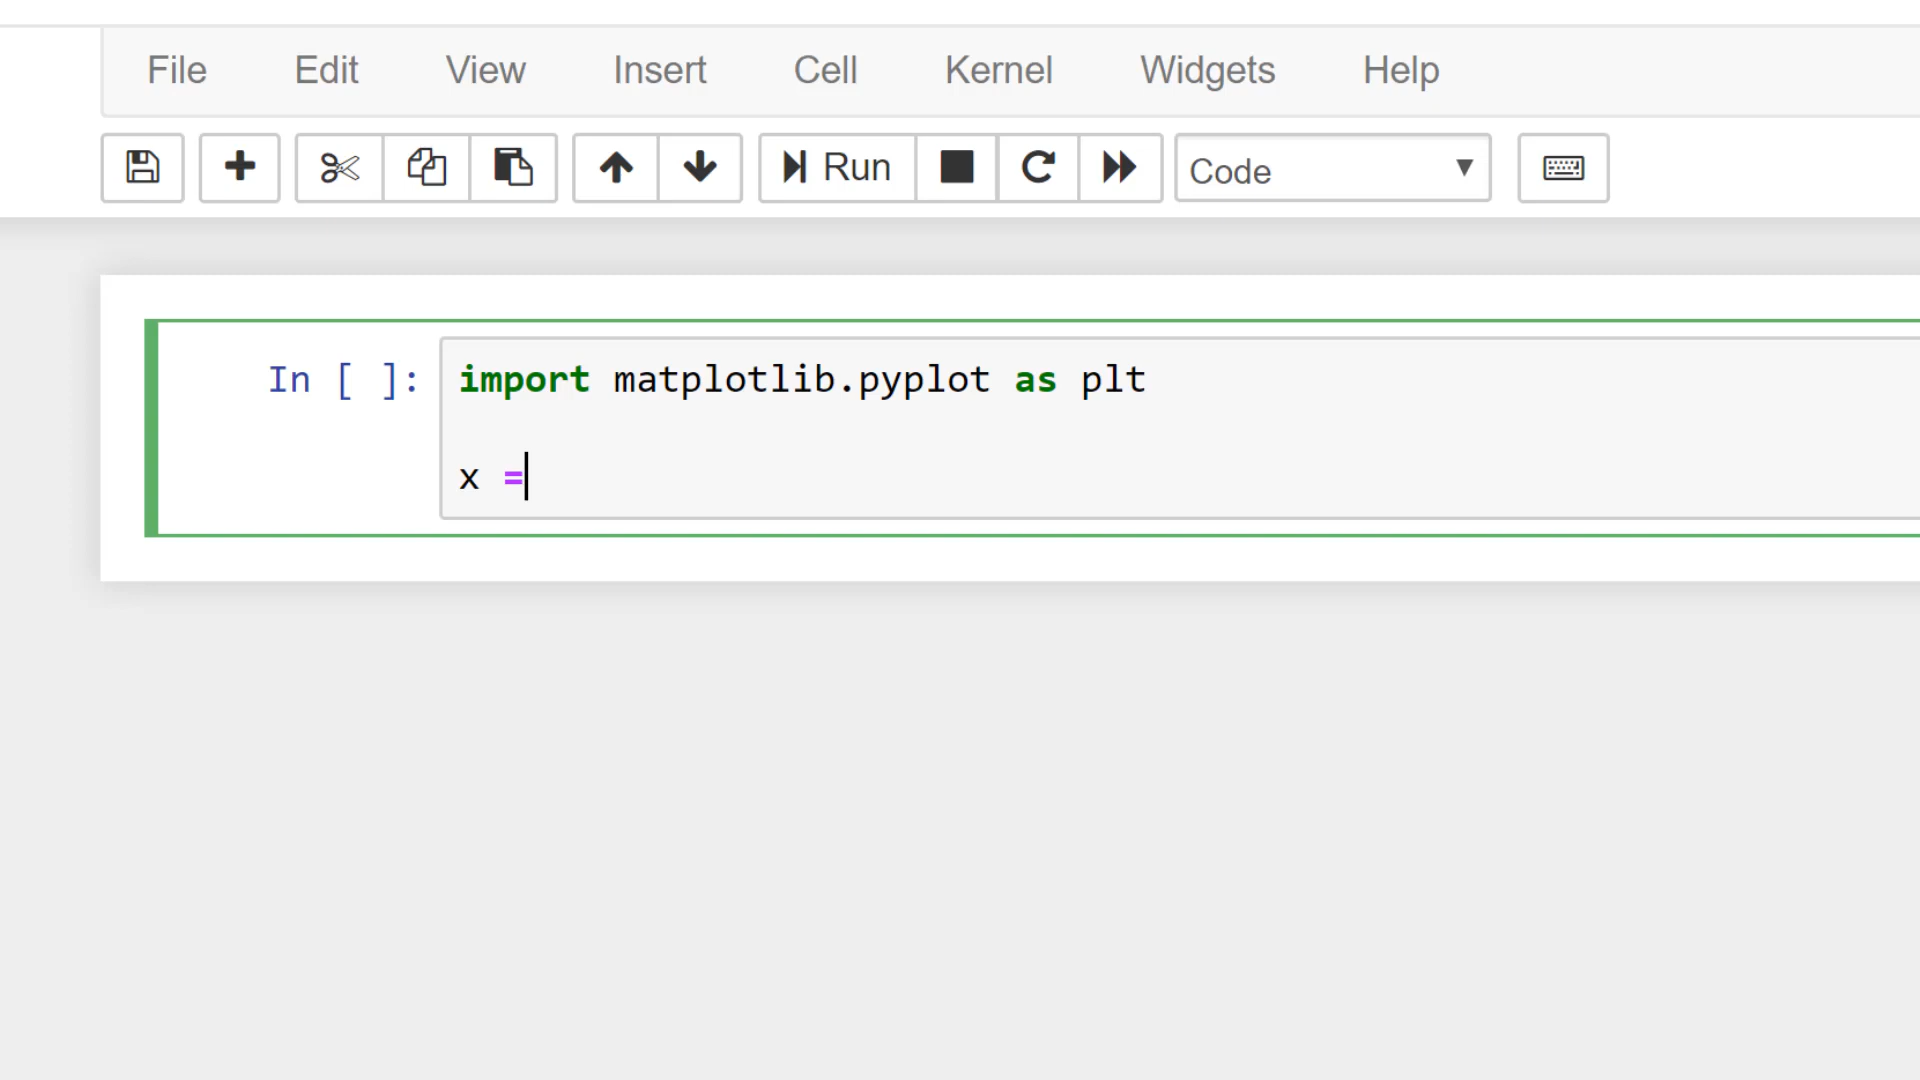 File Edit View Insert Cell Kernel Widgets Help
Run Code
In [ ]: import matplotlib.pyplot as plt
x =